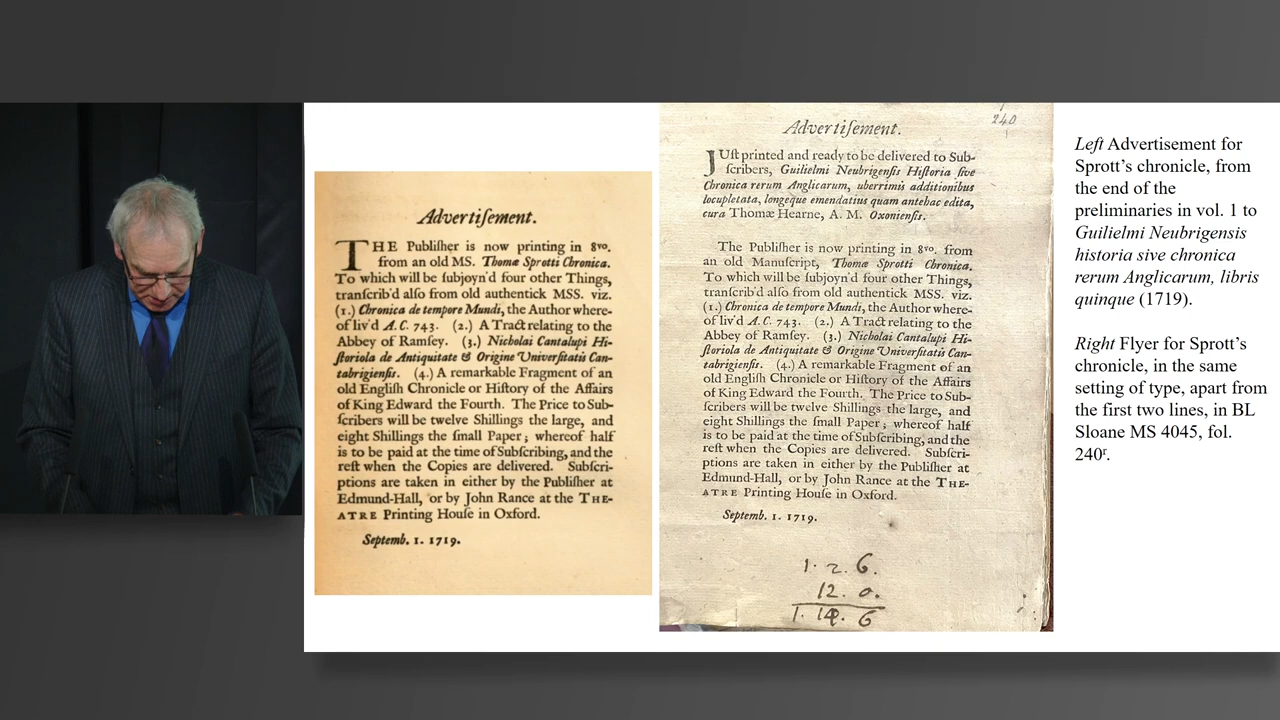 Advertiſement.
THE Publiſher is now printing in 8vo.
from an old MS. Thomæ Sprotti Chronica.
To which will be ſubjoyn'd four other Things,
tranſcrib'd alſo from old authentick MSS. viz.
(1.) Chronica de tempore Mundi, the Author where-
of liv'd A. C. 743. (2.) A Tract relating to the
Abbey of Ramſey. (3.) Nicholai Cantalupi Hi-
ſtoriola de Antiquitate & Origine Univerſitatis Can-
tabrigienſis. (4.) A remarkable Fragment of an
old Engliſh Chronicle or Hiſtory of the Affairs
of King Edward the Fourth. The Price to Sub-
ſcribers will be twelve Shillings the large, and
eight Shillings the ſmall Paper; whereof half
is to be paid at the time of Subſcribing, and the
reſt when the Copies are delivered. Subſcri-
ptions are taken in either by the Publiſher at
Edmund-Hall, or by John Rance at the THE-
ATRE Printing Houſe in Oxford.
Septemb. 1. 1719.
240
Advertiſement.
JUſt printed and ready to be delivered to Sub-
ſcribers, Guilielmi Neubrigenſis Hiſtoria ſive
Chronica rerum Anglicarum, uberrimis additionibus
locupletata, longeque emendatius quam antehac edita,
cura Thomæ Hearne, A. M. Oxonienſis.
The Publiſher is now printing in 8vo. from
an old Manuſcript, Thomæ Sprotti Chronica.
To which will be ſubjoyn'd four other Things,
tranſcrib'd alſo from old authentick MSS. viz.
(1.) Chronica de tempore Mundi, the Author where-
of liv'd A. C. 743. (2.) A Tract relating to the
Abbey of Ramſey. (3.) Nicholai Cantalupi Hi-
ſtoriola de Antiquitate & Origine Univerſitatis Can-
tabrigienſis. (4.) A remarkable Fragment of an
old Engliſh Chronicle or Hiſtory of the Affairs
of King Edward the Fourth. The Price to Sub-
ſcribers will be twelve Shillings the large, and
eight Shillings the ſmall Paper; whereof half
is to be paid at the time of Subſcribing, and the
reſt when the Copies are delivered. Subſcri-
ptions are taken in either by the Publiſher at
Edmund-Hall, or by John Rance at the THE-
ATRE Printing Houſe in Oxford.
Septemb. 1. 1719.
1. 2. 6.
12. 0.
1. 14. 6
Left Advertisement for
Sprott's chronicle, from
the end of the
preliminaries in vol. 1 to
Guilielmi Neubrigensis
historia sive chronica
rerum Anglicarum, libris
quinque (1719).
Right Flyer for Sprott's
chronicle, in the same
setting of type, apart from
the first two lines, in BL
Sloane MS 4045, fol.
240r.